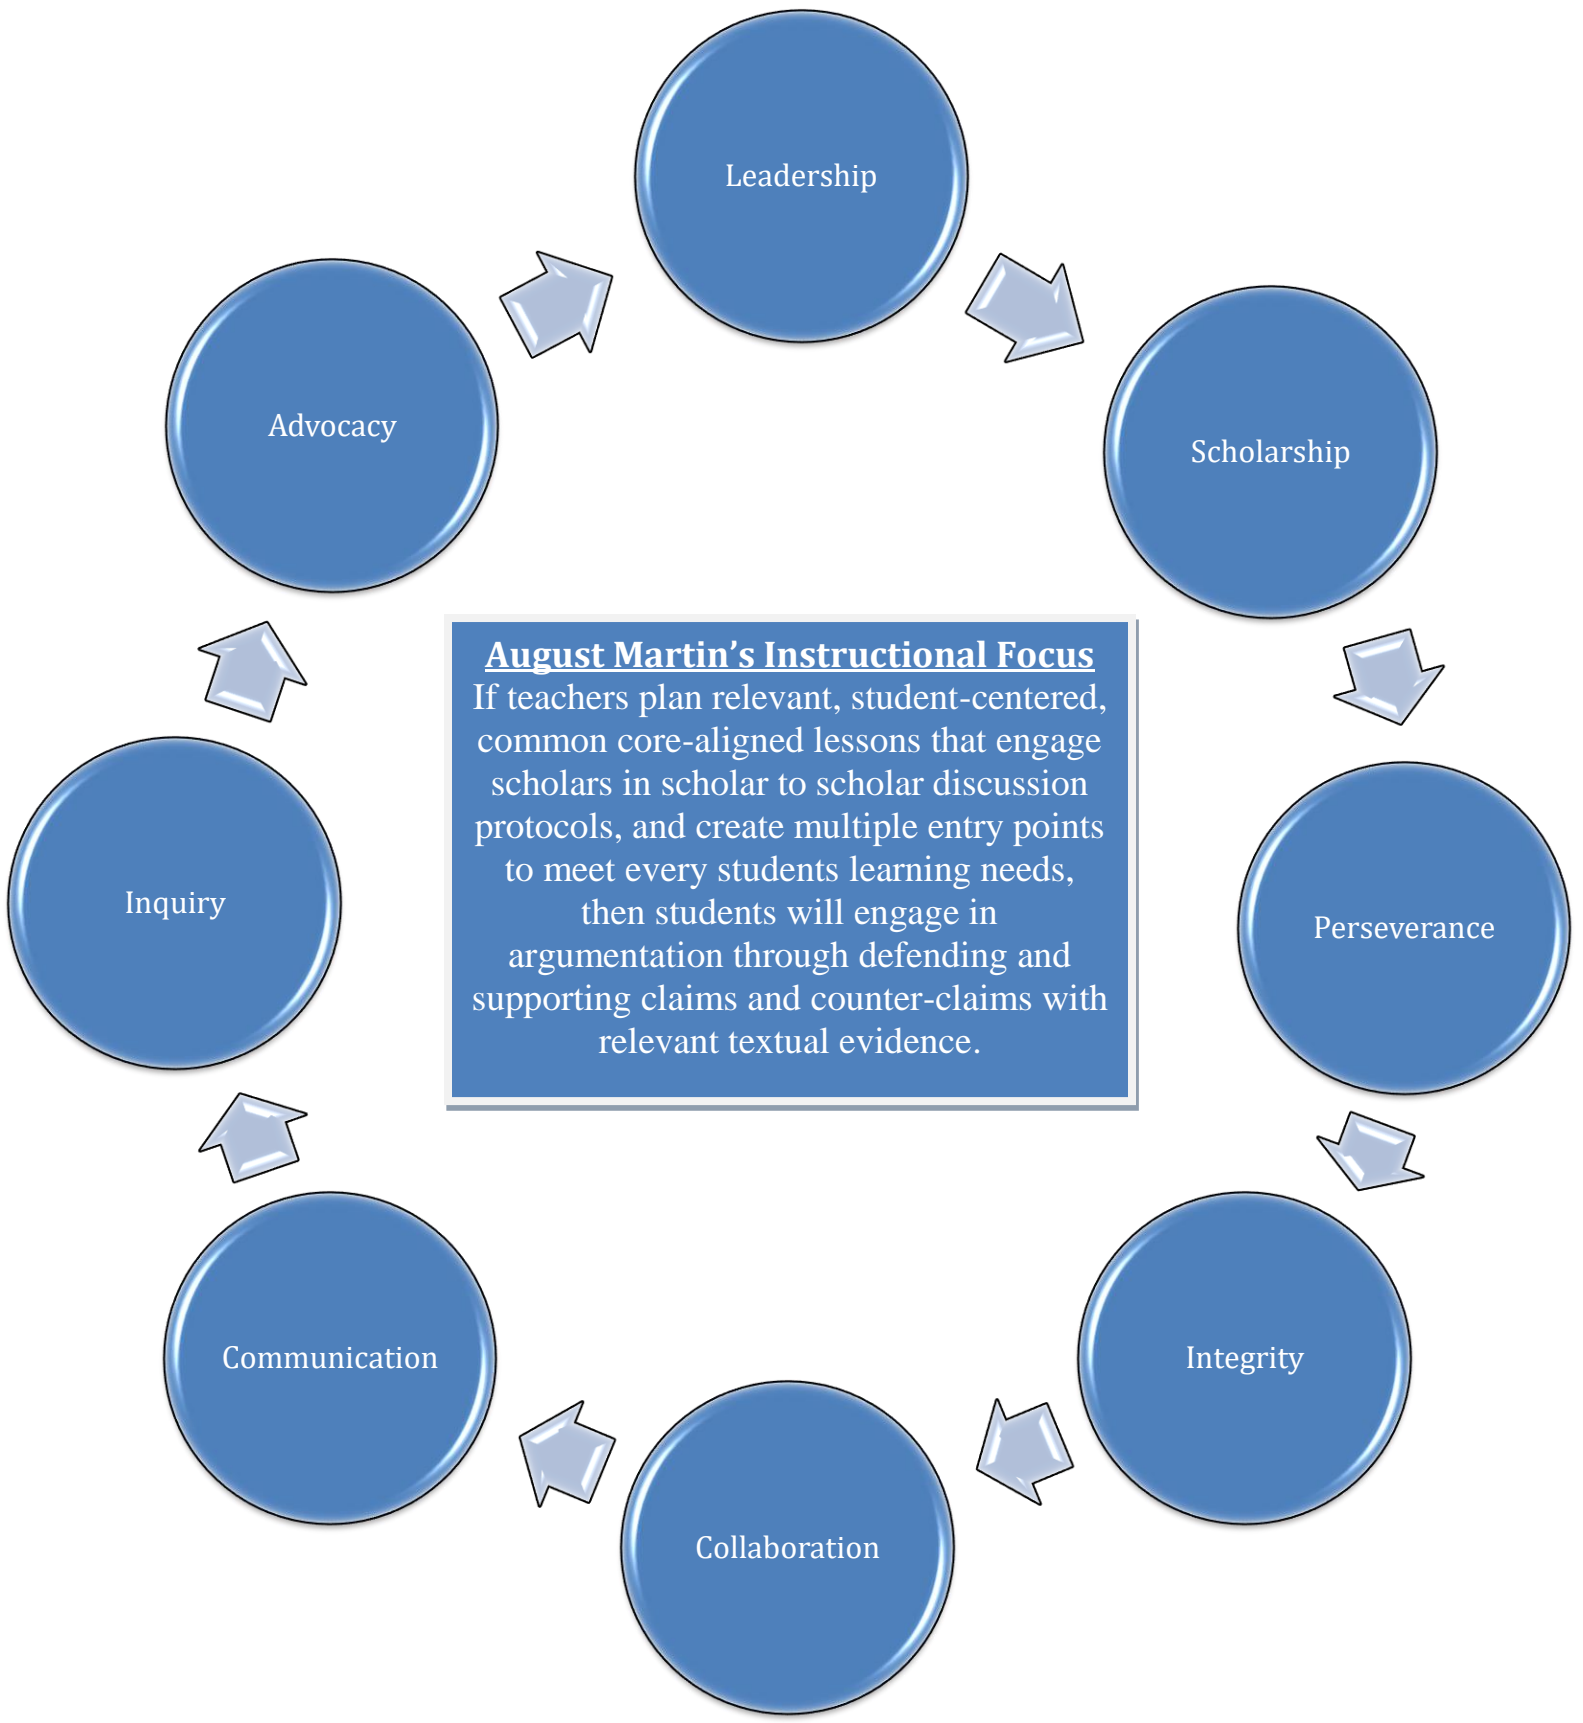 Leadership
Scholarship
Perseverance
Integrity
Collaboration
Communication
Inquiry
Advocacy
August Martin’s Instructional Focus
If teachers plan relevant, student-centered,
common core-aligned lessons that engage
scholars in scholar to scholar discussion
protocols, and create multiple entry points
to meet every students learning needs,
then students will engage in
argumentation through defending and
supporting claims and counter-claims with
relevant textual evidence.